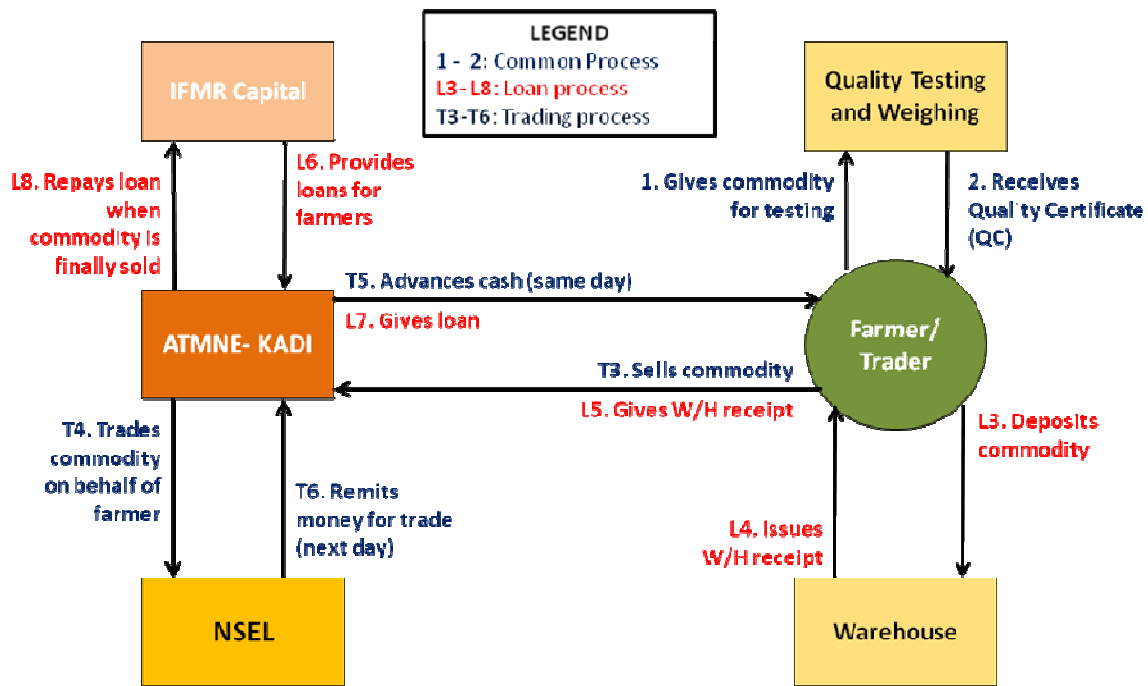 LEGEND
1 - 2: Common Process
L3- L8: Loan process
T3-T6: Trading process
IFMR Capital
Quality Testing
and Weighing
L8. Repays loan
when
commodity is
finally sold
L6. Provides
loans for
farmers
1. Gives commodity
for testing
2. Receives
Quality Certificate
(QC)
T5. Advances cash (same day)
L7. Gives loan
ATMNE- KADI
Farmer/
Trader
T3. Sells commodity
L5. Gives W/H receipt
T4. Trades
commodity
on behalf of
farmer
T6. Remits
money for trade
(next day)
L3. Deposits
commodity
L4. Issues
W/H receipt
NSEL
Warehouse